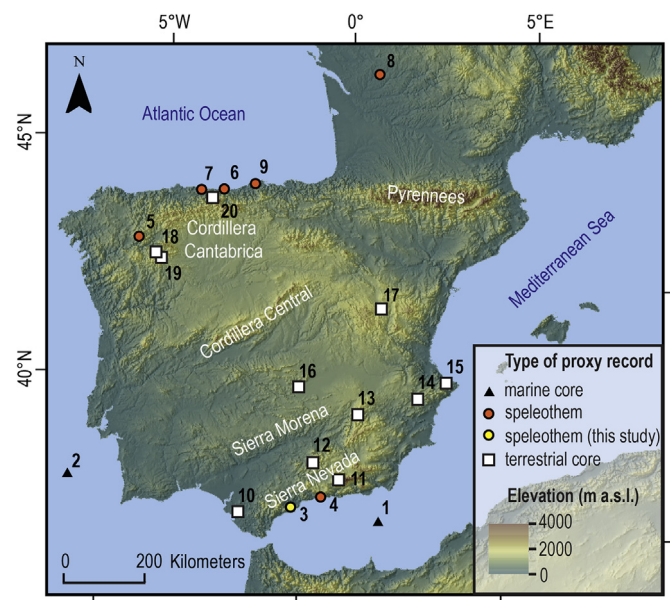 5°W 0° 5°E
N
8
Atlantic Ocean
45°N
7 6 9
Pyrennees
20
5
Cordillera
Cantabrica
18
19
Mediterranean Sea
17
Cordillera Central
40°N
16
15
14
13
Sierra Morena
12
Sierra Nevada
11
2
10
3
4
1
0 200 Kilometers
Type of proxy record
marine core
speleothem
speleothem (this study)
terrestrial core
Elevation (m a.s.l.)
4000
2000
0